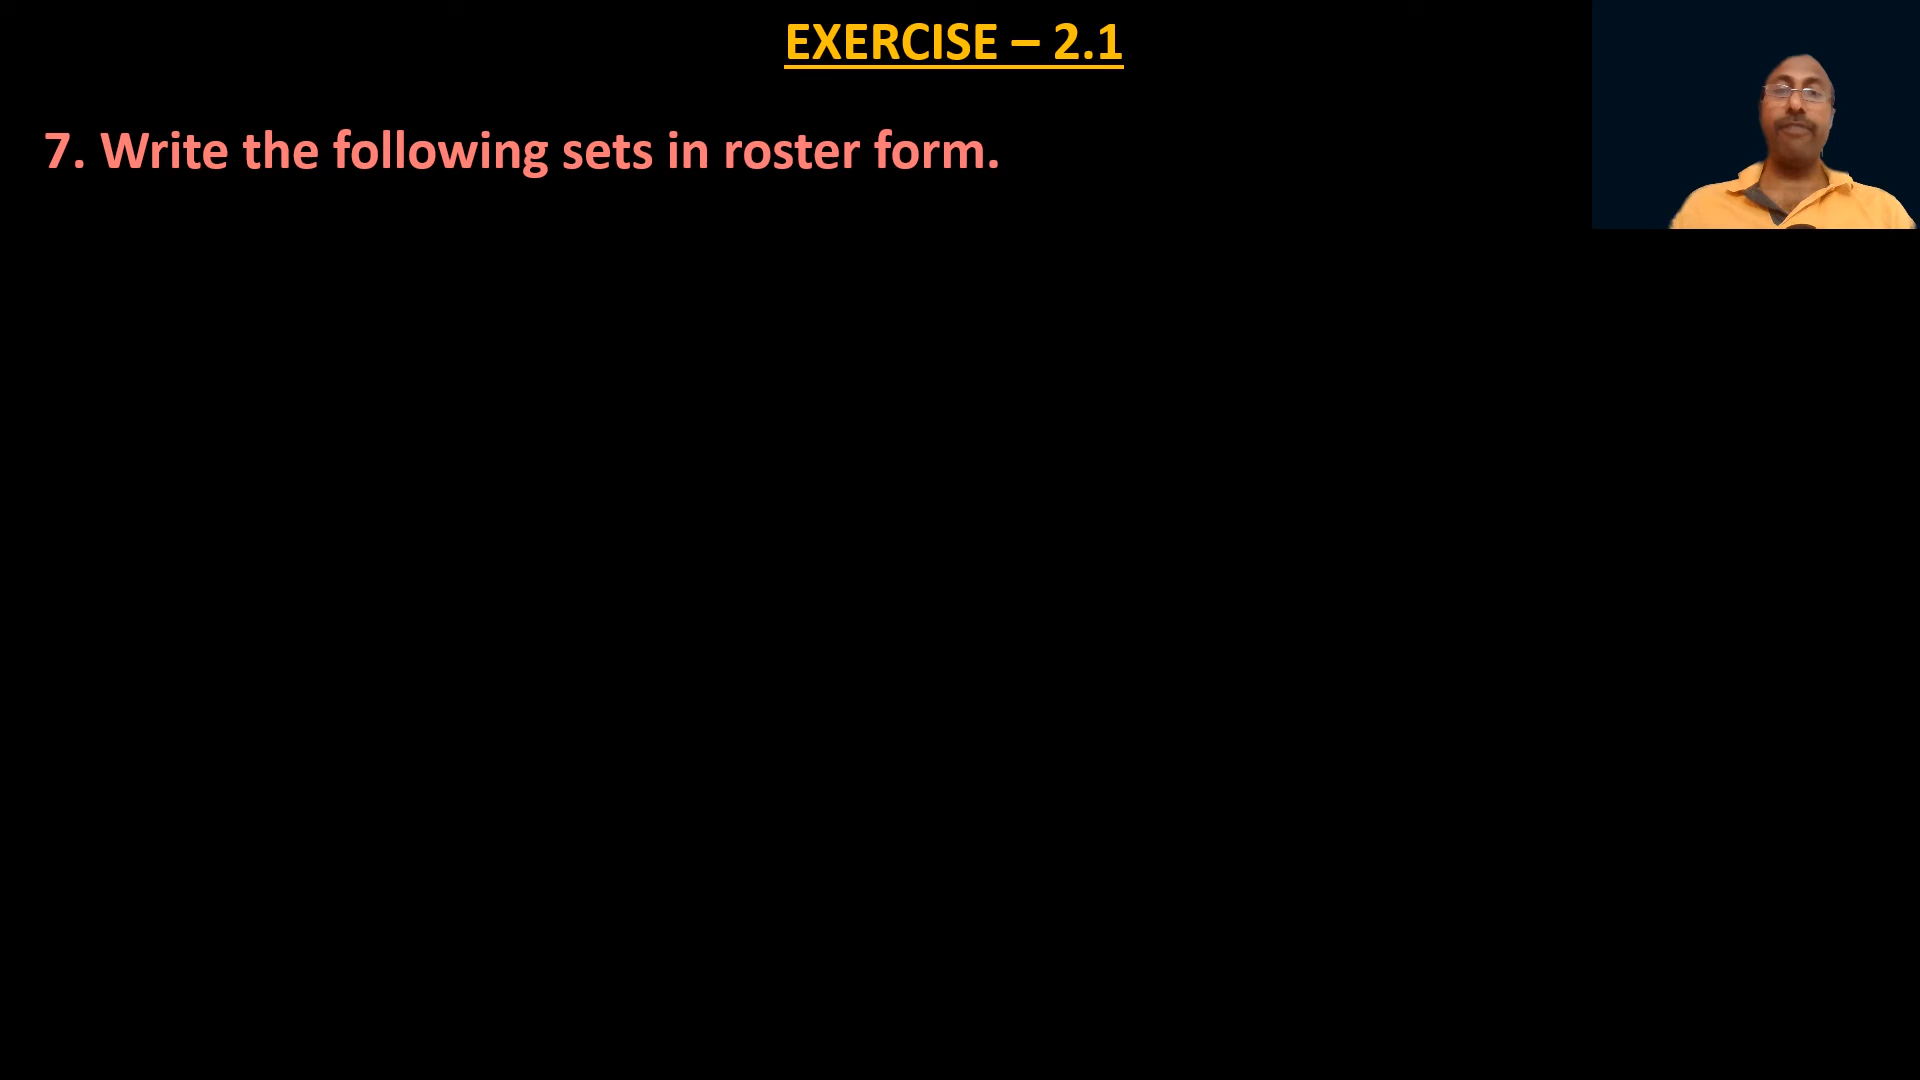 EXERCISE – 2.1
7. Write the following sets in roster form.